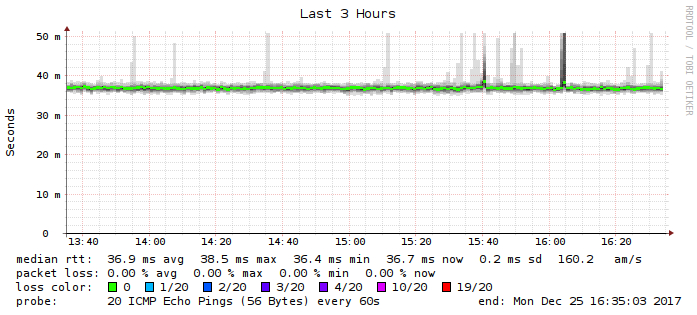 Last 3 Hours
RRDTOOL / TOBI OETIKER
Seconds
50 m
40 m
30 m
20 m
10 m
0
13:40 14:00 14:20 14:40 15:00 15:20 15:40 16:00 16:20
median rtt: 36.9 ms avg 38.5 ms max 36.4 ms min 36.7 ms now 0.2 ms sd 160.2 am/s
packet loss: 0.00 % avg 0.00 % max 0.00 % min 0.00 % now
loss color: 0 1/20 2/20 3/20 4/20 10/20 19/20
probe: 20 ICMP Echo Pings (56 Bytes) every 60s end: Mon Dec 25 16:35:03 2017